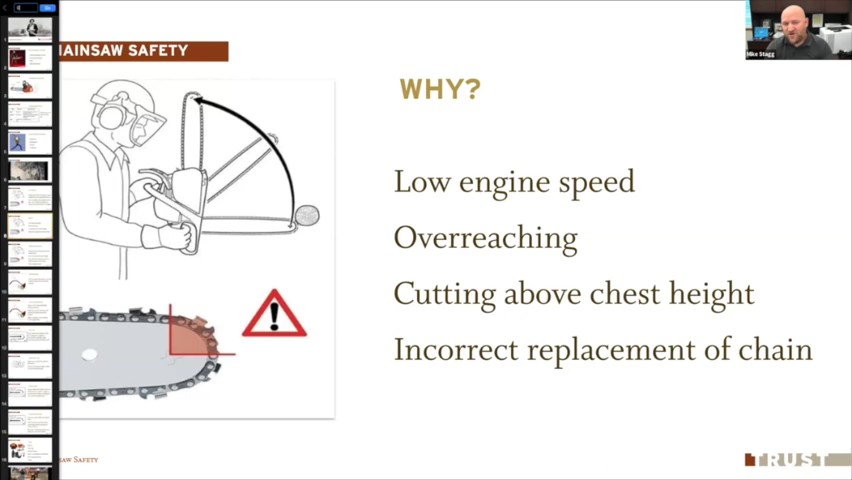 HAINSAW SAFETY
Mike Stagg
WHY?
Low engine speed
Overreaching
Cutting above chest height
Incorrect replacement of chain
SAW SAFETY
TRUST